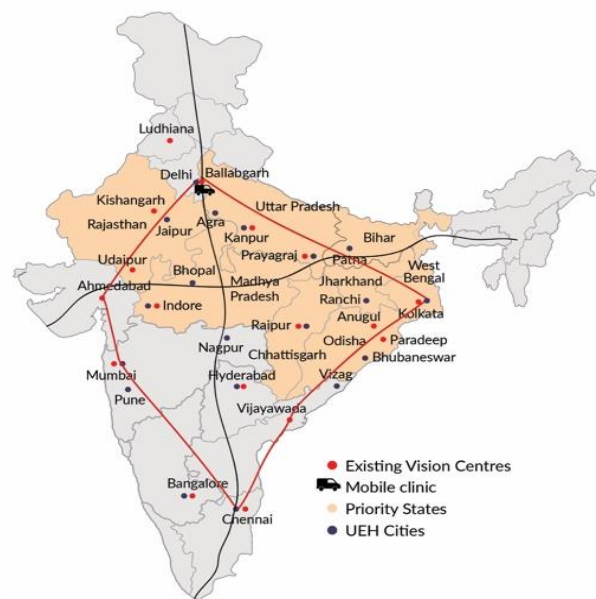 Ludhiana
Delhi
Ballabgarh
Kishangarh
Rajasthan
Jaipur
Agra
Uttar Pradesh
Kanpur
Bihar
Prayagraj
Patna
Udaipur
Bhopal
Madhya
Pradesh
Jharkhand
West
Bengal
Ahmedabad
Indore
Ranchi
Kolkata
Raipur
Anugul
Odisha
Paradeep
Nagpur
Chhattisgarh
Bhubaneswar
Mumbai
Hyderabad
Vizag
Pune
Vijayawada
Bangalore
Chennai
Existing Vision Centres
Mobile clinic
Priority States
UEH Cities